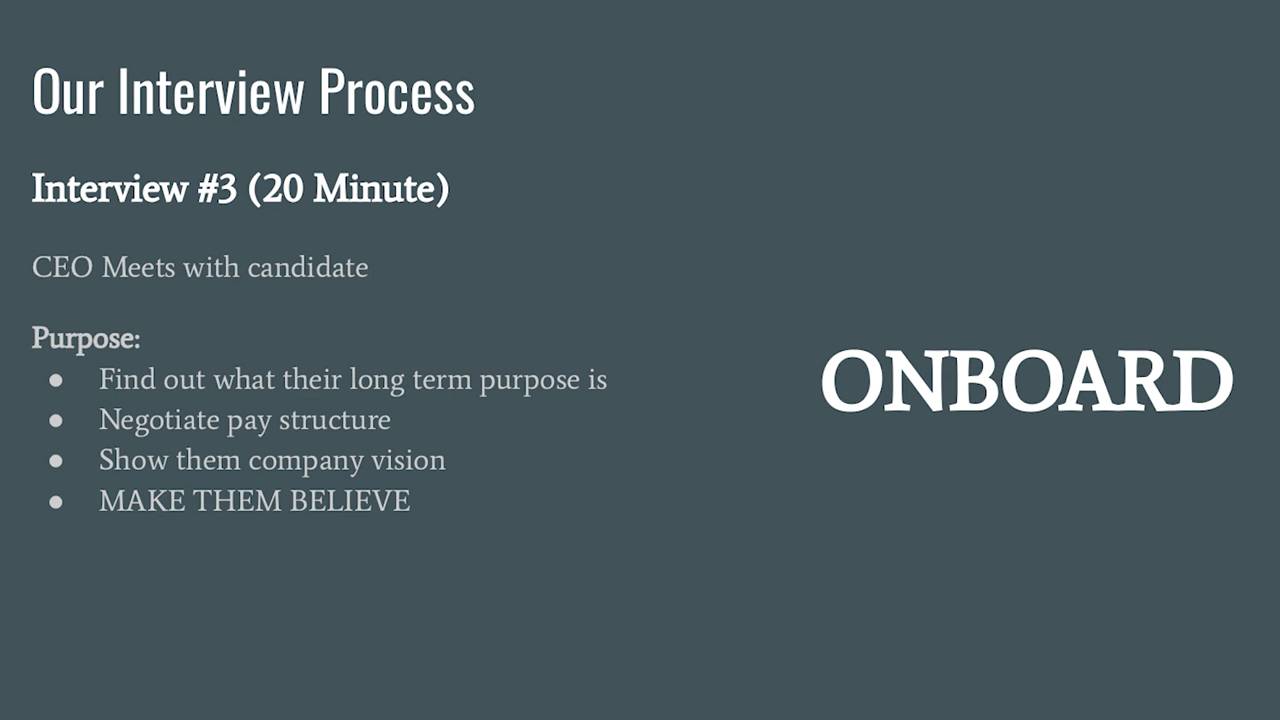 Our Interview Process
Interview #3 (20 Minute)
CEO Meets with candidate
Purpose:
● Find out what their long term purpose is
● Negotiate pay structure
● Show them company vision
● MAKE THEM BELIEVE
ONBOARD